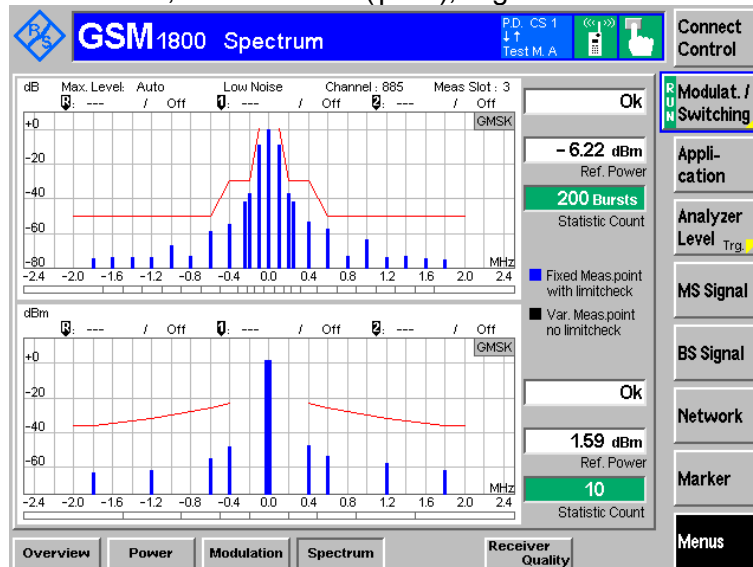 R/S
GSM 1800 Spectrum
P.D. CS 1
↓↑
Test M. A
Connect Control
dB Max. Level: Auto Low Noise Channel : 885 Meas Slot : 3
R: --- / Off 1: --- / Off 2: --- / Off
GMSK
+0
-20
-40
-60
-80
MHz
-2.4 -2.0 -1.6 -1.2 -0.8 -0.4 0.0 0.4 0.8 1.2 1.6 2.0 2.4
Ok
- 6.22 dBm
Ref. Power
200 Bursts
Statistic Count
Fixed Meas.point
with limitcheck
Var. Meas.point
no limitcheck
dBm
R: --- / Off 1: --- / Off 2: --- / Off
GMSK
+0
-20
-40
-60
MHz
-2.4 -2.0 -1.6 -1.2 -0.8 -0.4 0.0 0.4 0.8 1.2 1.6 2.0 2.4
Ok
1.59 dBm
Ref. Power
10
Statistic Count
RUN
Modulat. /
Switching
Appli-
cation
Analyzer
Level Trg.
MS Signal
BS Signal
Network
Marker
Menus
Overview Power Modulation Spectrum Receiver
Quality